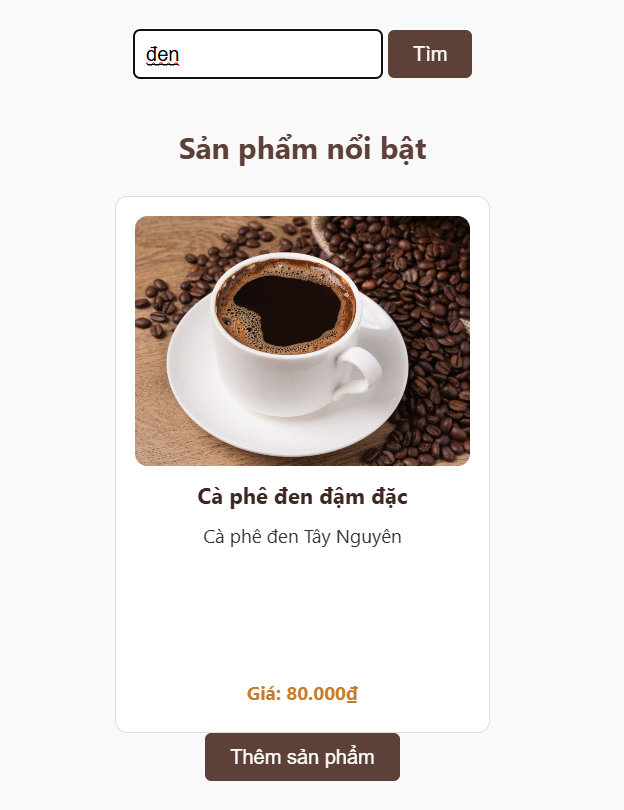 đen
Tìm
Sản phẩm nổi bật
Cà phê đen đậm đặc
Cà phê đen Tây Nguyên
Giá: 80.000₫
Thêm sản phẩm